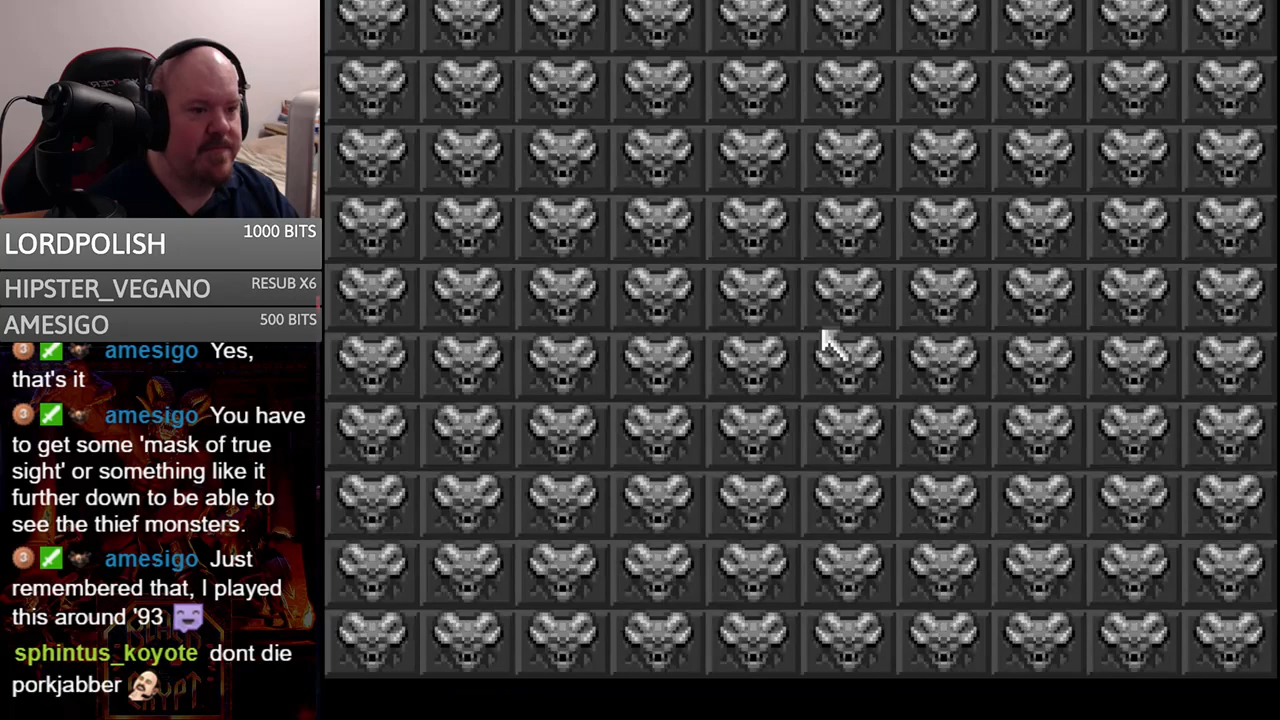 LORDPOLISH 1000 BITS
HIPSTER_VEGANO RESUB X6
AMESIGO 500 BITS
amesigo Yes,
that's it
amesigo You have
to get some 'mask of true
sight' or something like it
further down to be able to
see the thief monsters.
amesigo Just
remembered that, I played
this around '93
sphintus_koyote dont die
porkjabber